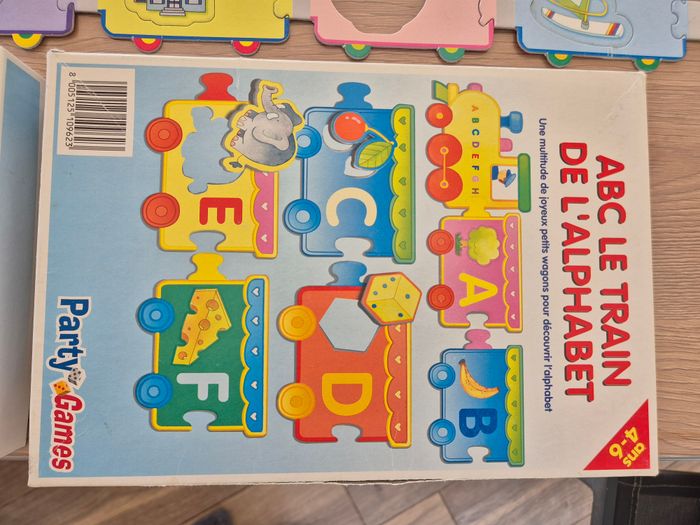 ABC LE TRAIN
DE L'ALPHABET
Une multitude de joyeux petits wagons pour découvrir l'alphabet
4-6
ans
A B C D E F G H
A
B
C
D
E
F
Party Games
8 005125 109623